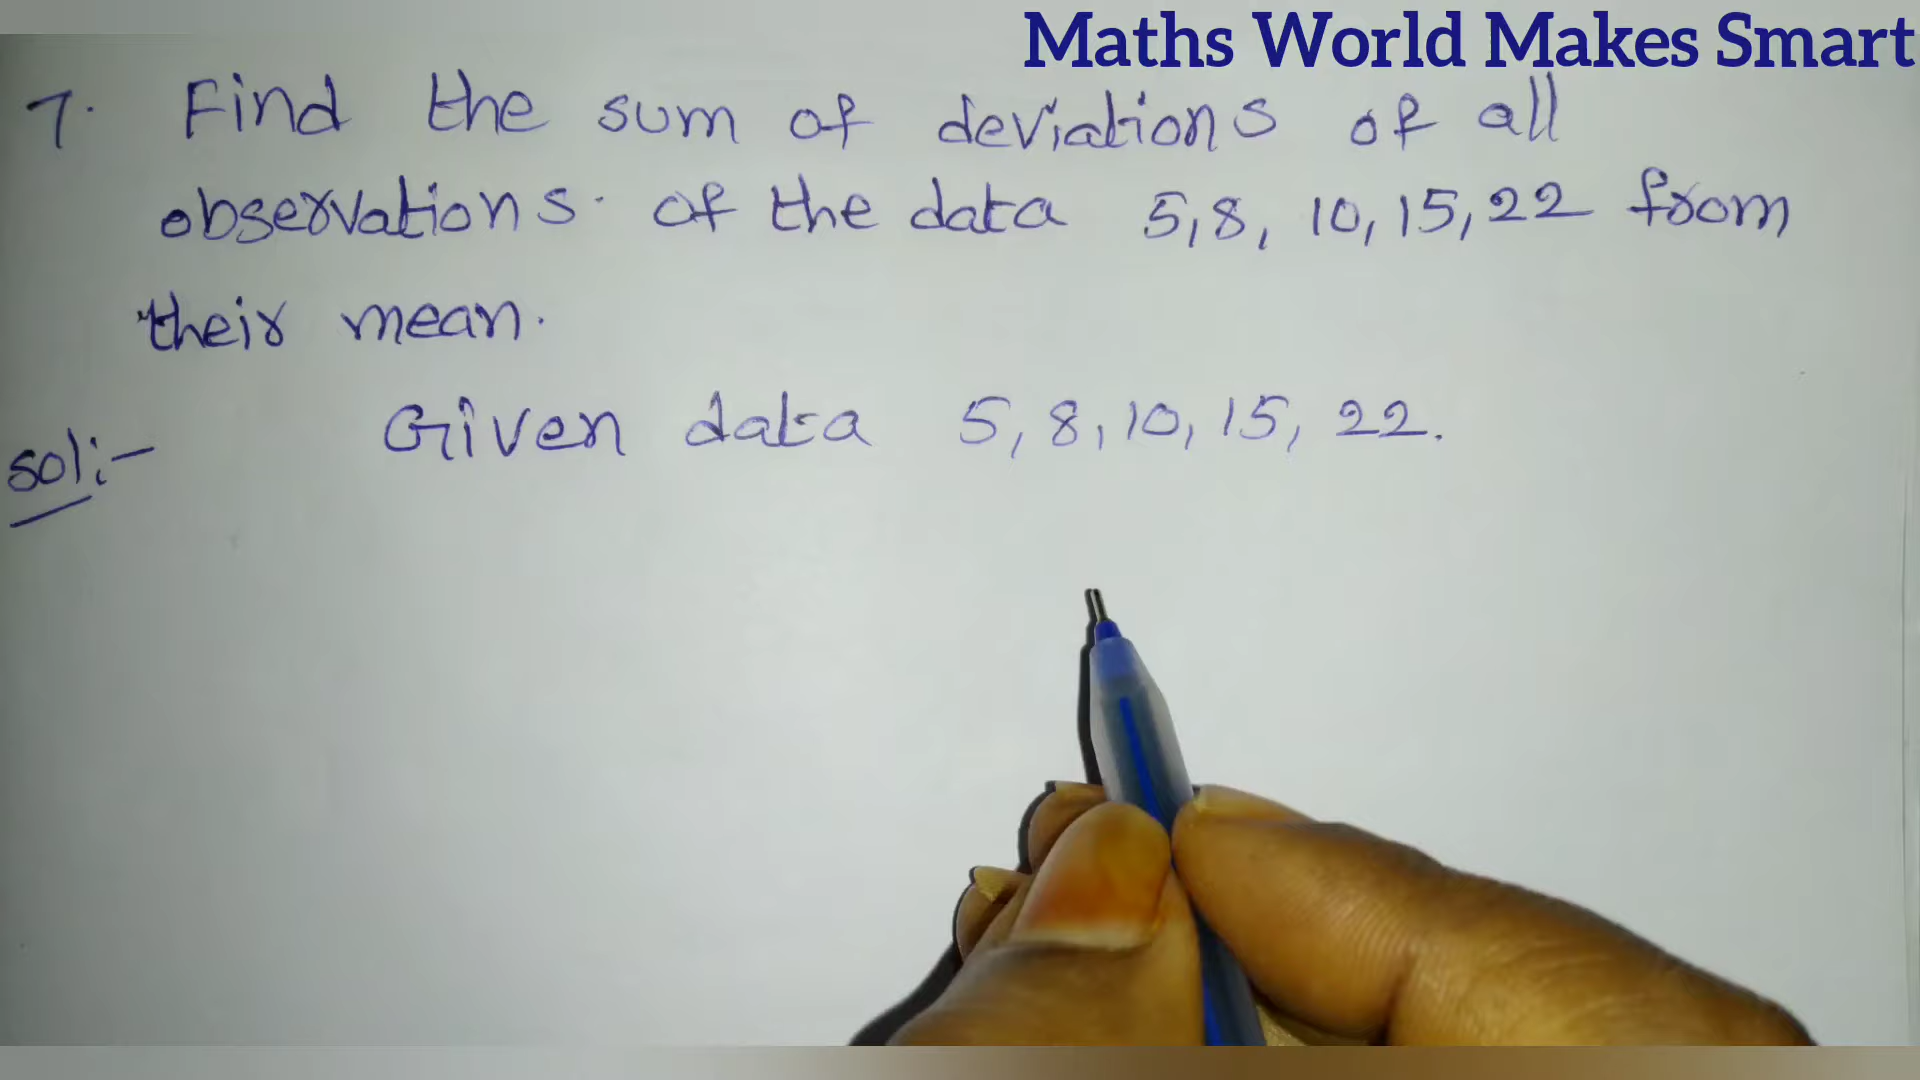 Maths World Makes Smart
7. Find the sum of deviations of all
observations. of the data 5,8, 10, 15, 22 from
their mean.
Given data 5, 8, 10, 15, 22.
sol:-